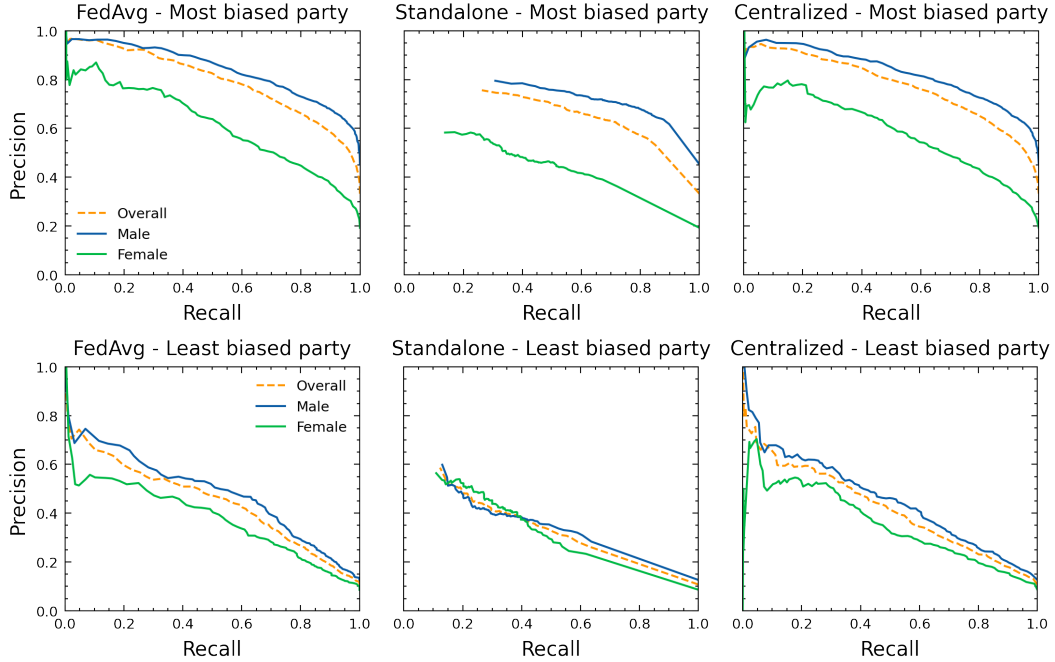 FedAvg - Most biased party
Standalone - Most biased party
Centralized - Most biased party
Precision
1.0
0.8
0.6
0.4
0.2
0.0
Overall
Male
Female
0.0 0.2 0.4 0.6 0.8 1.0
0.0 0.2 0.4 0.6 0.8 1.0
0.0 0.2 0.4 0.6 0.8 1.0
Recall
Recall
Recall
FedAvg - Least biased party
Standalone - Least biased party
Centralized - Least biased party
Precision
1.0
0.8
0.6
0.4
0.2
0.0
Overall
Male
Female
0.0 0.2 0.4 0.6 0.8 1.0
0.0 0.2 0.4 0.6 0.8 1.0
0.0 0.2 0.4 0.6 0.8 1.0
Recall
Recall
Recall